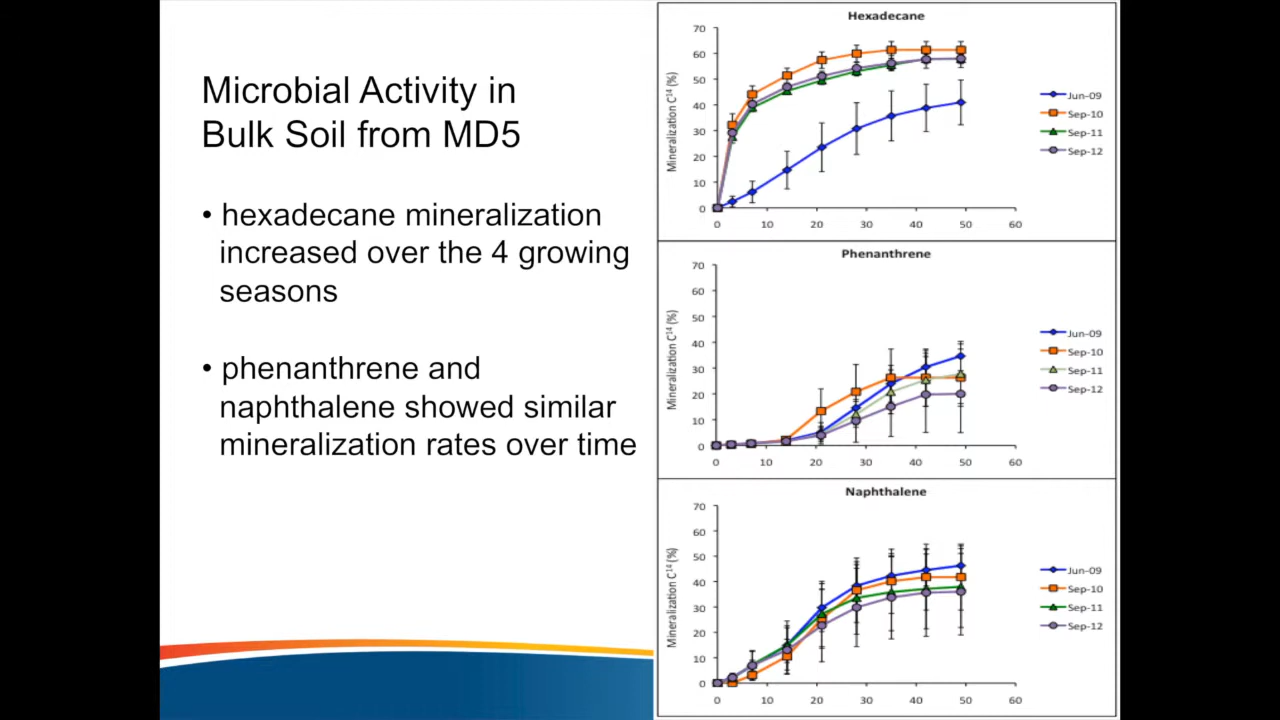 Microbial Activity in
Bulk Soil from MD5
• hexadecane mineralization
increased over the 4 growing
seasons
• phenanthrene and
naphthalene showed similar
mineralization rates over time
Hexadecane
Mineralization C¹⁴ (%)
70
60
50
40
30
20
10
0
0 10 20 30 40 50 60
Jun-09
Sep-10
Sep-11
Sep-12
Phenanthrene
Mineralization C¹⁴ (%)
70
60
50
40
30
20
10
0
0 10 20 30 40 50 60
Jun-09
Sep-10
Sep-11
Sep-12
Naphthalene
Mineralization C¹⁴ (%)
70
60
50
40
30
20
10
0
0 10 20 30 40 50 60
Jun-09
Sep-10
Sep-11
Sep-12